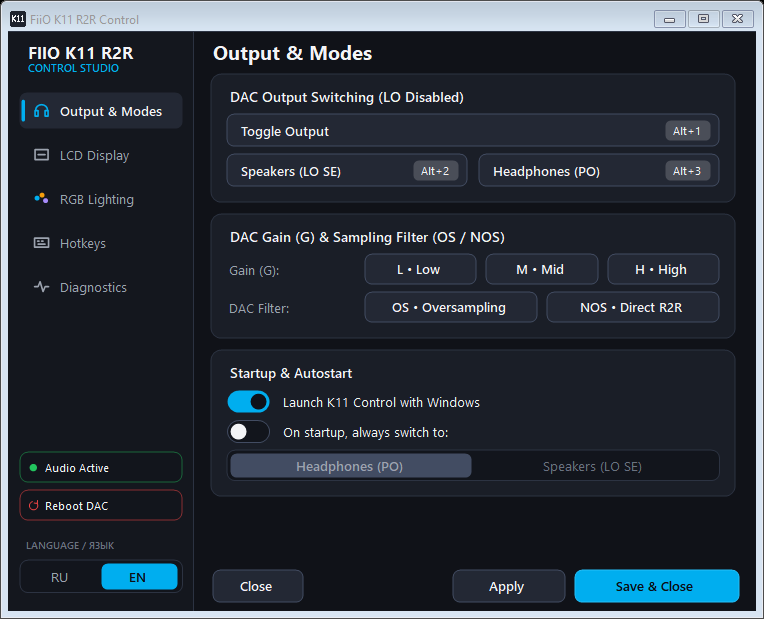 K11 FiiO K11 R2R Control
FIIO K11 R2R
CONTROL STUDIO
Output & Modes
LCD Display
RGB Lighting
Hotkeys
Diagnostics
Audio Active
Reboot DAC
LANGUAGE / ЯЗЫК
RU EN
Output & Modes
DAC Output Switching (LO Disabled)
Toggle Output Alt+1
Speakers (LO SE) Alt+2 Headphones (PO) Alt+3
DAC Gain (G) & Sampling Filter (OS / NOS)
Gain (G): L • Low M • Mid H • High
DAC Filter: OS • Oversampling NOS • Direct R2R
Startup & Autostart
Launch K11 Control with Windows
On startup, always switch to:
Headphones (PO) Speakers (LO SE)
Close Apply Save & Close